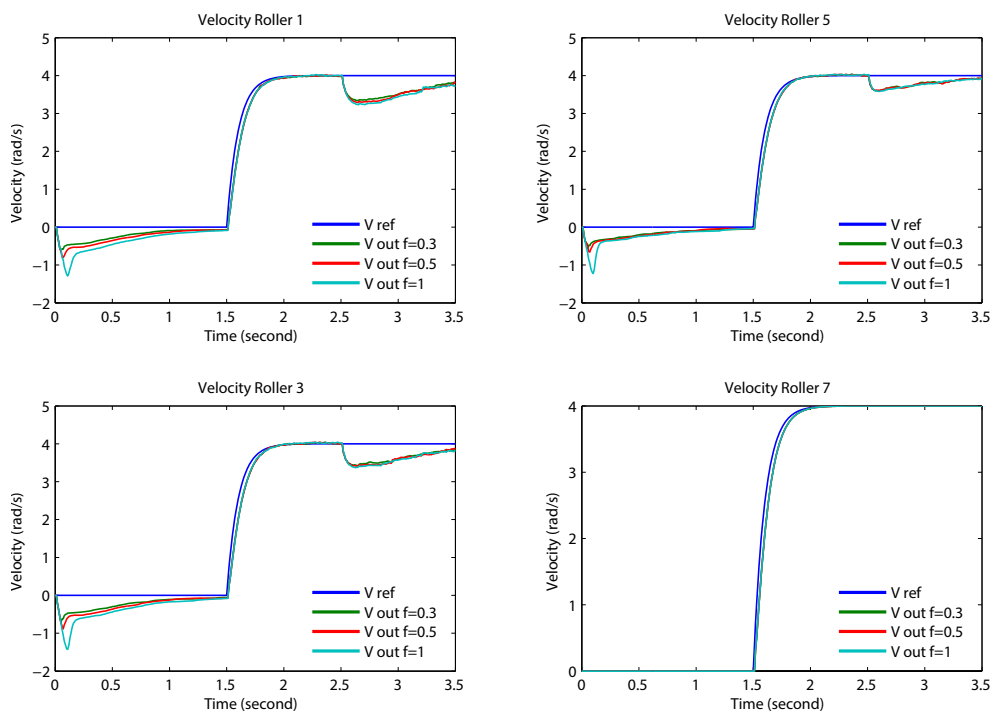 Velocity Roller 1
5
4
3
2
1
0
−1
−2
Velocity (rad/s)
V ref
V out f=0.3
V out f=0.5
V out f=1
0 0.5 1 1.5 2 2.5 3 3.5
Time (second)
Velocity Roller 5
5
4
3
2
1
0
−1
−2
Velocity (rad/s)
V ref
V out f=0.3
V out f=0.5
V out f=1
0 0.5 1 1.5 2 2.5 3 3.5
Time (second)
Velocity Roller 3
5
4
3
2
1
0
−1
−2
Velocity (rad/s)
V ref
V out f=0.3
V out f=0.5
V out f=1
0 0.5 1 1.5 2 2.5 3 3.5
Time (second)
Velocity Roller 7
4
3
2
1
0
Velocity (rad/s)
V ref
V out f=0.3
V out f=0.5
V out f=1
0 0.5 1 1.5 2 2.5 3 3.5
Time (second)